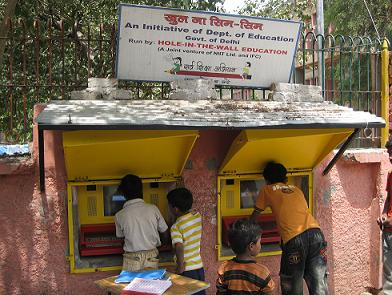 खुल जा सिम-सिम
An Initiative of Dept. of Education
Govt. of Delhi
Run by: HOLE-IN-THE-WALL EDUCATION
(A Joint venture of NIIT Ltd. and IFC)
सर्व शिक्षा अभियान